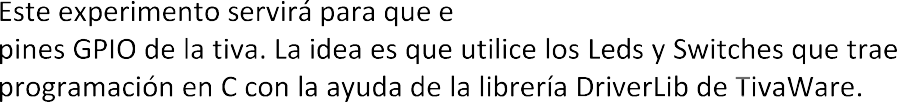 Este experimento servirá para que e
pines GPIO de la tiva. La idea es que utilice los Leds y Switches que trae
programación en C con la ayuda de la librería DriverLib de TivaWare.